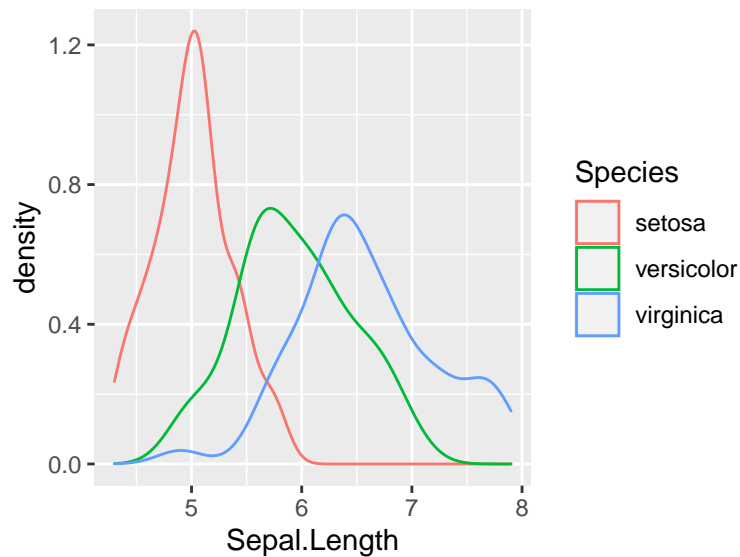 1.2
0.8
0.4
0.0
density
5 6 7 8
Sepal.Length
Species
setosa
versicolor
virginica